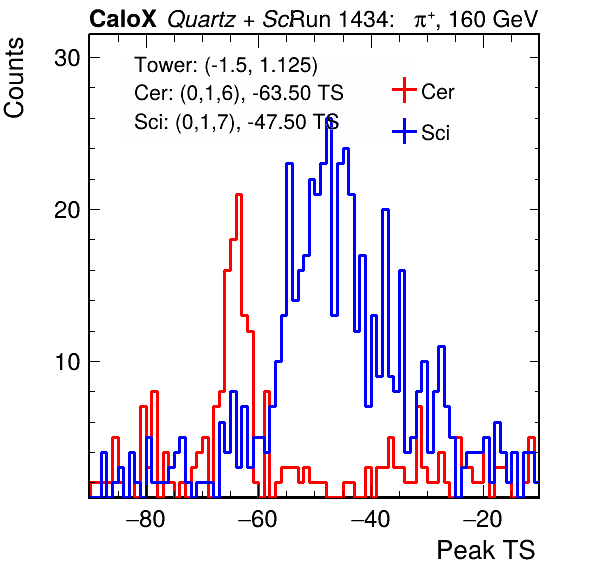 CaloX Quartz + ScRun 1434: π⁺, 160 GeV
Counts
30
20
10
Tower: (-1.5, 1.125)
Cer: (0,1,6), -63.50 TS
Sci: (0,1,7), -47.50 TS
Cer
Sci
−80 −60 −40 −20
Peak TS